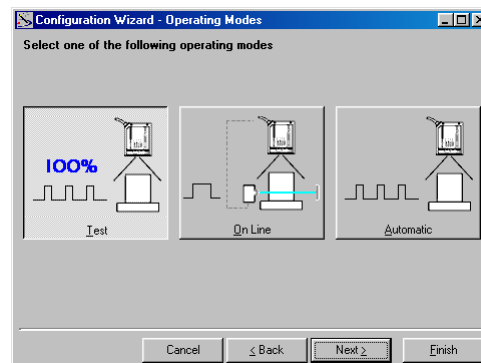 Configuration Wizard - Operating Modes
Select one of the following operating modes
100%
Test
On Line
Automatic
Cancel
< Back
Next >
Finish